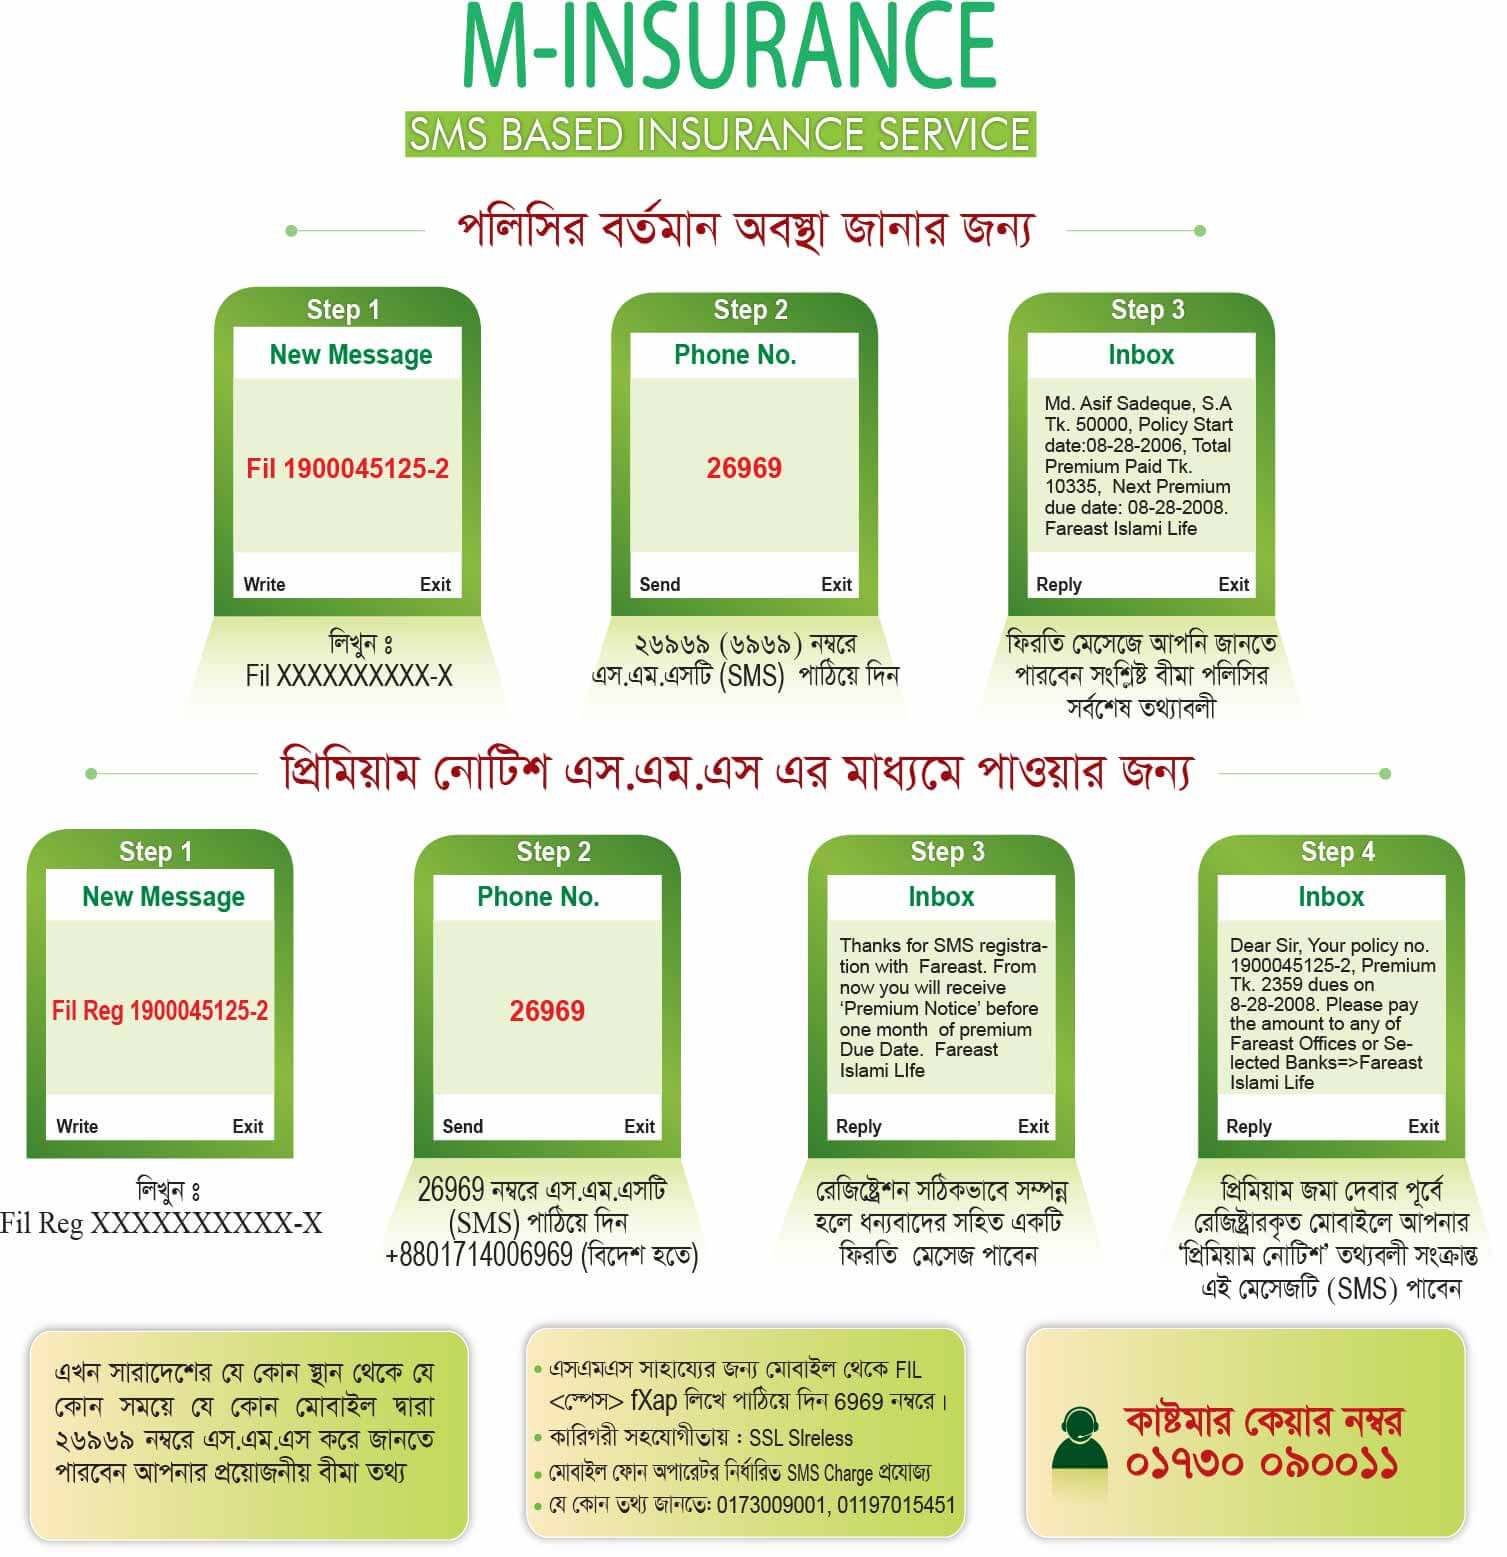 M-INSURANCE
SMS BASED INSURANCE SERVICE
পলিসির বর্তমান অবস্থা জানার জন্য
Step 1
New Message
Fil 1900045125-2
Write Exit
লিখুন ঃ
Fil XXXXXXXXXX-X
Step 2
Phone No.
26969
Send Exit
২৬৯৬৯ (৬৯৬৯) নম্বরে
এস.এম.এসটি (SMS) পাঠিয়ে দিন
Step 3
Inbox
Md. Asif Sadeque, S.A
Tk. 50000, Policy Start
date:08-28-2006, Total
Premium Paid Tk.
10335, Next Premium
due date: 08-28-2008.
Fareast Islami Life
Reply Exit
ফিরতি মেসেজে আপনি জানতে
পারবেন সংশ্লিষ্ট বীমা পলিসির
সর্বশেষ তথ্যাবলী
প্রিমিয়াম নোটিশ এস.এম.এস এর মাধ্যমে পাওয়ার জন্য
Step 1
New Message
Fil Reg 1900045125-2
Write Exit
লিখুন ঃ
Fil Reg XXXXXXXXXX-X
Step 2
Phone No.
26969
Send Exit
26969 নম্বরে এস.এম.এসটি
(SMS) পাঠিয়ে দিন
+8801714006969 (বিদেশ হতে)
Step 3
Inbox
Thanks for SMS registra-
tion with Fareast. From
now you will receive
‘Premium Notice’ before
one month of premium
Due Date. Fareast
Islami LIfe
Reply Exit
রেজিষ্ট্রেশন সঠিকভাবে সম্পন্ন
হলে ধন্যবাদের সহিত একটি
ফিরতি মেসেজ পাবেন
Step 4
Inbox
Dear Sir, Your policy no.
1900045125-2, Premium
Tk. 2359 dues on
8-28-2008. Please pay
the amount to any of
Fareast Offices or Se-
lected Banks=>Fareast
Islami Life
Reply Exit
প্রিমিয়াম জমা দেবার পূর্বে
রেজিষ্ট্রারকৃত মোবাইলে আপনার
‘প্রিমিয়াম নোটিশ’ তথ্যবলী সংক্রান্ত
এই মেসেজটি (SMS) পাবেন
এখন সারাদেশের যে কোন স্থান থেকে যে
কোন সময়ে যে কোন মোবাইল দ্বারা
২৬৯৬৯ নম্বরে এস.এম.এস করে জানতে
পারবেন আপনার প্রয়োজনীয় বীমা তথ্য
• এসএমএস সাহায্যের জন্য মোবাইল থেকে FIL
<স্পেস> fXap লিখে পাঠিয়ে দিন 6969 নম্বরে।
• কারিগরী সহযোগীতায় : SSL SIreless
• মোবাইল ফোন অপারেটর নির্ধারিত SMS Charge প্রযোজ্য
• যে কোন তথ্য জানতে: 0173009001, 01197015451
কাষ্টমার কেয়ার নম্বর
০১৭৩০ ০৯০০১১